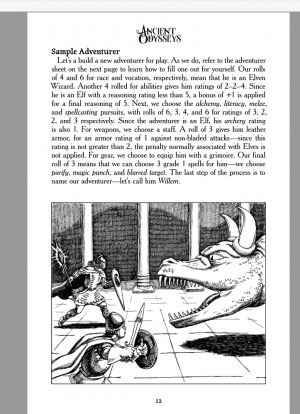 ANCIENT
ODYSSEYS
Sample Adventurer
Let's build a new adventurer for play. As we do, refer to the adventurer
sheet on the next page to learn how to fill one out for yourself. Our rolls
of 4 and 6 for race and vocation, respectively, mean that he is an Elven
Wizard. Another 4 rolled for abilities gives him ratings of 2–2–4. Since
he is an Elf with a reasoning rating less than 5, a bonus of +1 is applied
for a final reasoning of 5. Next, we choose the alchemy, literacy, melee,
and spellcasting pursuits, with rolls of 6, 3, 4, and 6 for ratings of 3, 2,
2, and 3 respectively. Since the adventurer is an Elf, his archery rating
is also 1. For weapons, we choose a staff. A roll of 3 gives him leather
armor, for an armor rating of 1 against non-bladed attacks—since this
rating is not greater than 2, the penalty normally associated with Elves is
not applied. For gear, we choose to equip him with a grimoire. Our final
roll of 3 means that we can choose 3 grade 1 spells for him—we choose
purify, magic punch, and blurred target. The last step of the process is to
name our adventurer—let's call him Willem.
12